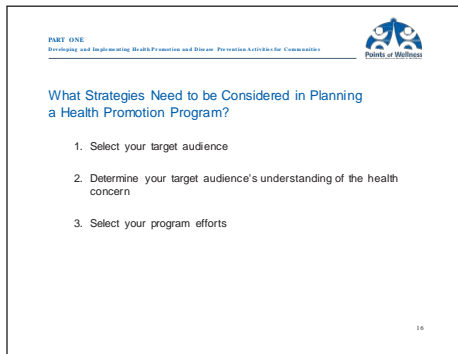 PART ONE
Developing and Implementing Health Promotion and Disease Prevention Activities for Communities
Points of Wellness
What Strategies Need to be Considered in Planning
a Health Promotion Program?
1. Select your target audience
2. Determine your target audience's understanding of the health
concern
3. Select your program efforts
16